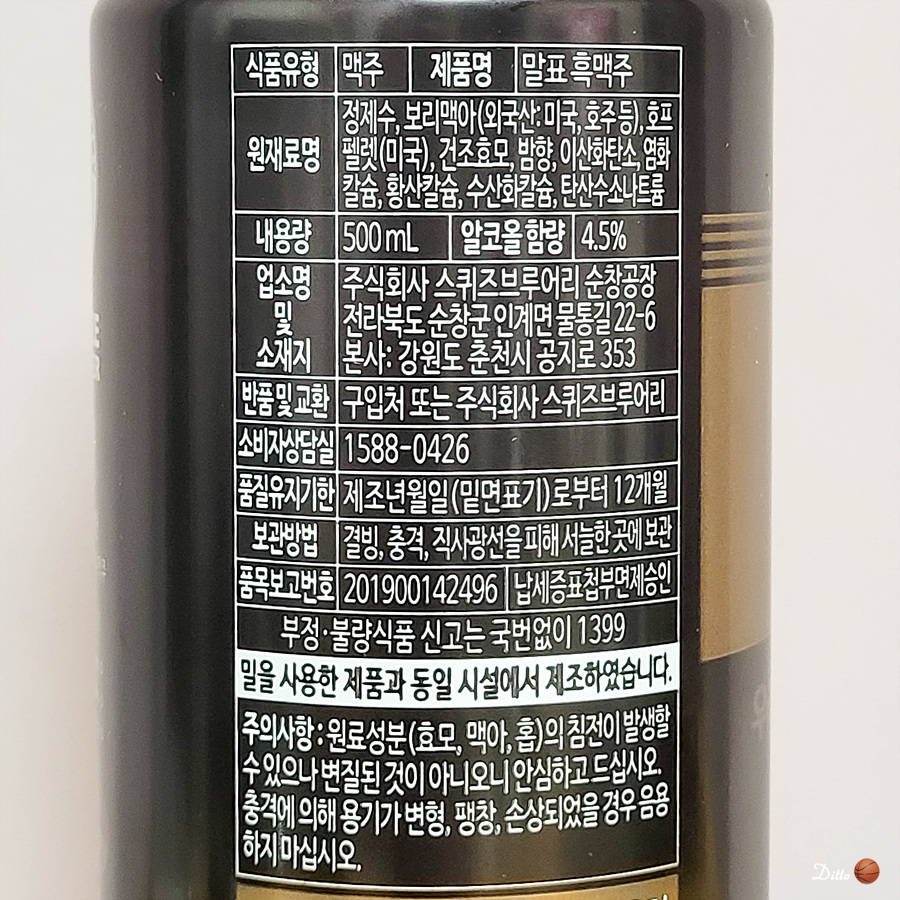 식품유형 맥주 제품명 말표 흑맥주
원재료명 정제수, 보리맥아(외국산: 미국, 호주 등), 호프
펠렛(미국), 건조효모, 밤향, 이산화탄소, 염화
칼슘, 황산칼슘, 수산화칼슘, 탄산수소나트륨
내용량 500 mL 알코올 함량 4.5%
업소명 주식회사 스퀴즈브루어리 순창공장
및 전라북도 순창군 인계면 물통길 22-6
소재지 본사: 강원도 춘천시 공지로 353
반품 및 교환 구입처 또는 주식회사 스퀴즈브루어리
소비자상담실 1588-0426
품질유지기한 제조년월일(밑면표기)로부터 12개월
보관방법 결빙, 충격, 직사광선을 피해 서늘한 곳에 보관
품목보고번호 201900142496 납세증표첩부면제승인
부정·불량식품 신고는 국번없이 1399
밀을 사용한 제품과 동일 시설에서 제조하였습니다.
주의사항 : 원료성분(효모, 맥아, 홉)의 침전이 발생할
수 있으나 변질된 것이 아니오니 안심하고 드십시오.
충격에 의해 용기가 변형, 팽창, 손상되었을 경우 음용
하지 마십시오.
Ditto